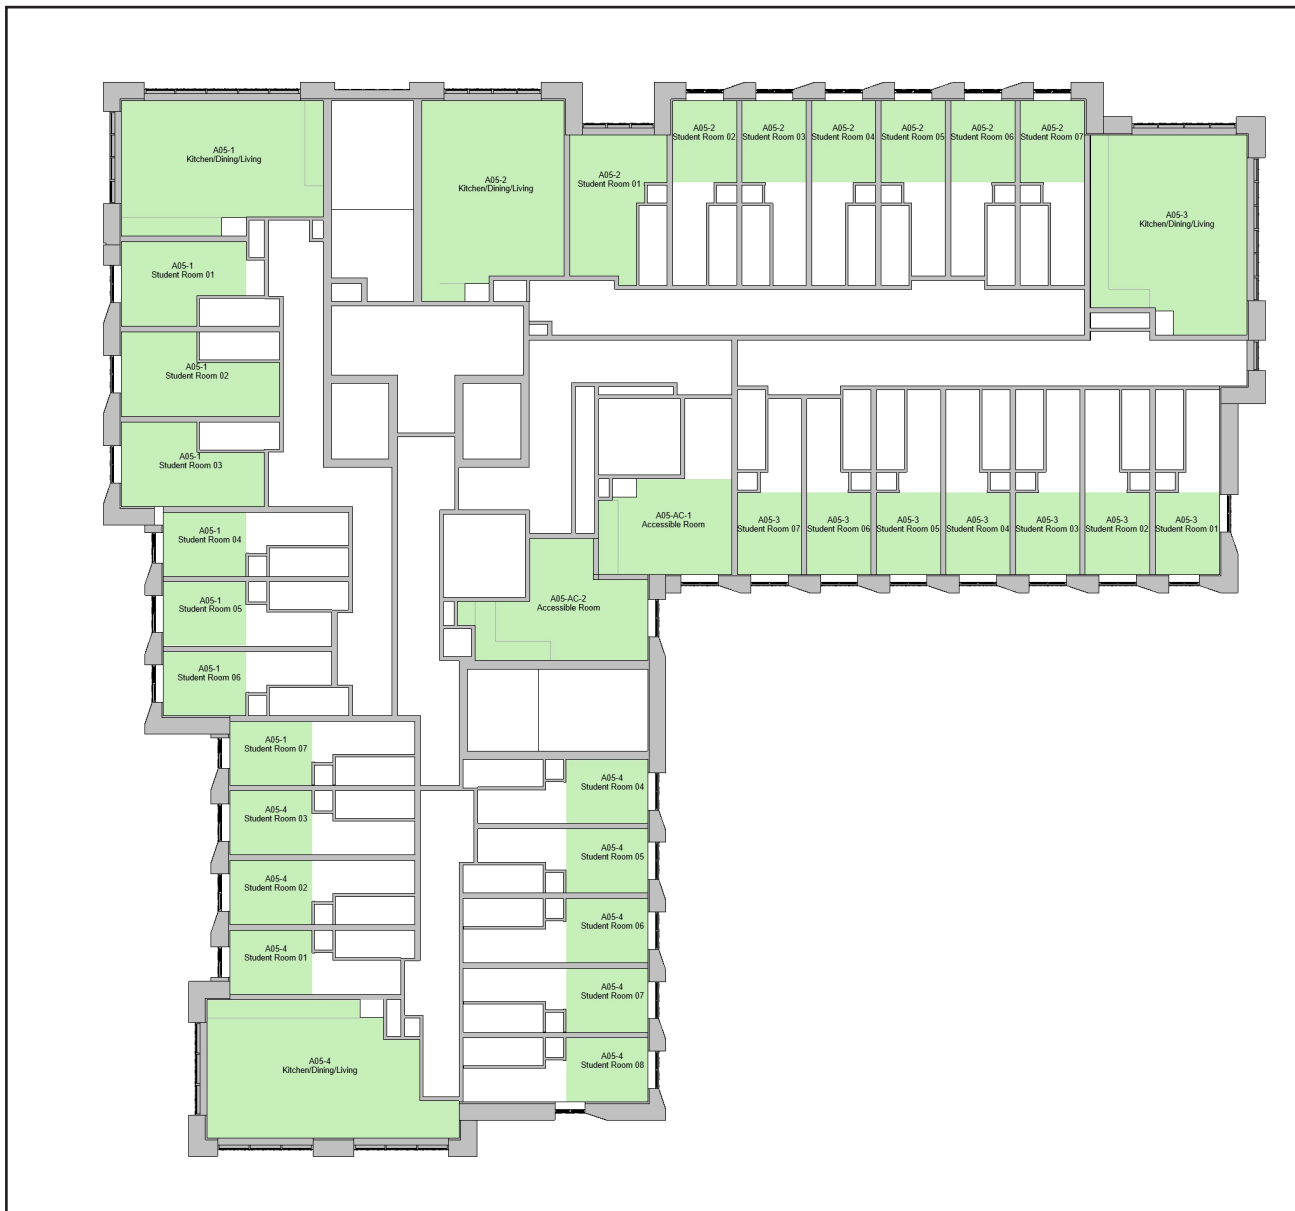 A05-1
Kitchen/Dining/Living
A05-2
Kitchen/Dining/Living
A05-2
Student Room 01
A05-2
Student Room 02
A05-2
Student Room 03
A05-2
Student Room 04
A05-2
Student Room 05
A05-2
Student Room 06
A05-2
Student Room 07
A05-3
Kitchen/Dining/Living
A05-1
Student Room 01
A05-1
Student Room 02
A05-1
Student Room 03
A05-1
Student Room 04
A05-1
Student Room 05
A05-1
Student Room 06
A05-AC-1
Accessible Room
A05-3
Student Room 07
A05-3
Student Room 06
A05-3
Student Room 05
A05-3
Student Room 04
A05-3
Student Room 03
A05-3
Student Room 02
A05-3
Student Room 01
A05-AC-2
Accessible Room
A05-1
Student Room 07
A05-4
Student Room 03
A05-4
Student Room 02
A05-4
Student Room 01
A05-4
Student Room 04
A05-4
Student Room 05
A05-4
Student Room 06
A05-4
Student Room 07
A05-4
Student Room 08
A05-4
Kitchen/Dining/Living